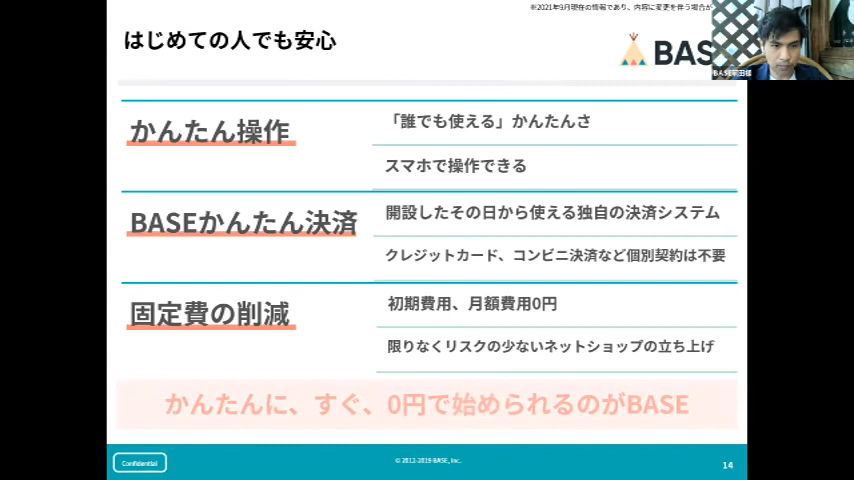 ※2021年9月現在の情報であり、内容に変更を伴う場合が
はじめての人でも安心
BAS
かんたん操作
「誰でも使える」かんたんさ
スマホで操作できる
BASEかんたん決済
開設したその日から使える独自の決済システム
クレジットカード、コンビニ決済など個別契約は不要
固定費の削減
初期費用、月額費用0円
限りなくリスクの少ないネットショップの立ち上げ
かんたんに、すぐ、0円で始められるのがBASE
Confidential
© 2012-2019 BASE, Inc.
14